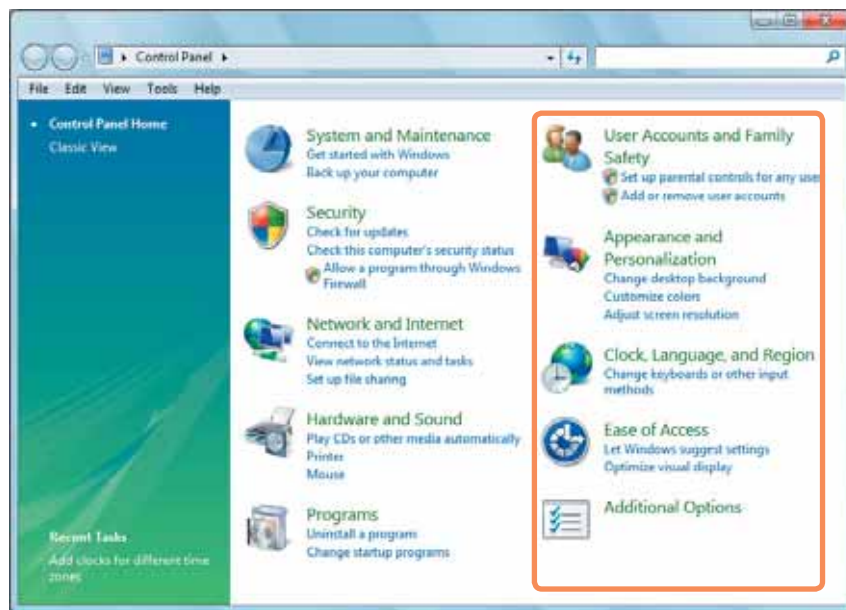 Control Panel
File Edit View Tools Help
Control Panel Home
Classic View
System and Maintenance
Get started with Windows
Back up your computer
Security
Check for updates
Check this computer's security status
Allow a program through Windows
Firewall
Network and Internet
Connect to the Internet
View network status and tasks
Set up file sharing
Hardware and Sound
Play CDs or other media automatically
Printer
Mouse
Programs
Uninstall a program
Change startup programs
User Accounts and Family
Safety
Set up parental controls for any user
Add or remove user accounts
Appearance and
Personalization
Change desktop background
Customize colors
Adjust screen resolution
Clock, Language, and Region
Change keyboards or other input
methods
Ease of Access
Let Windows suggest settings
Optimize visual display
Additional Options
Recent Tasks
Add clocks for different time
zones